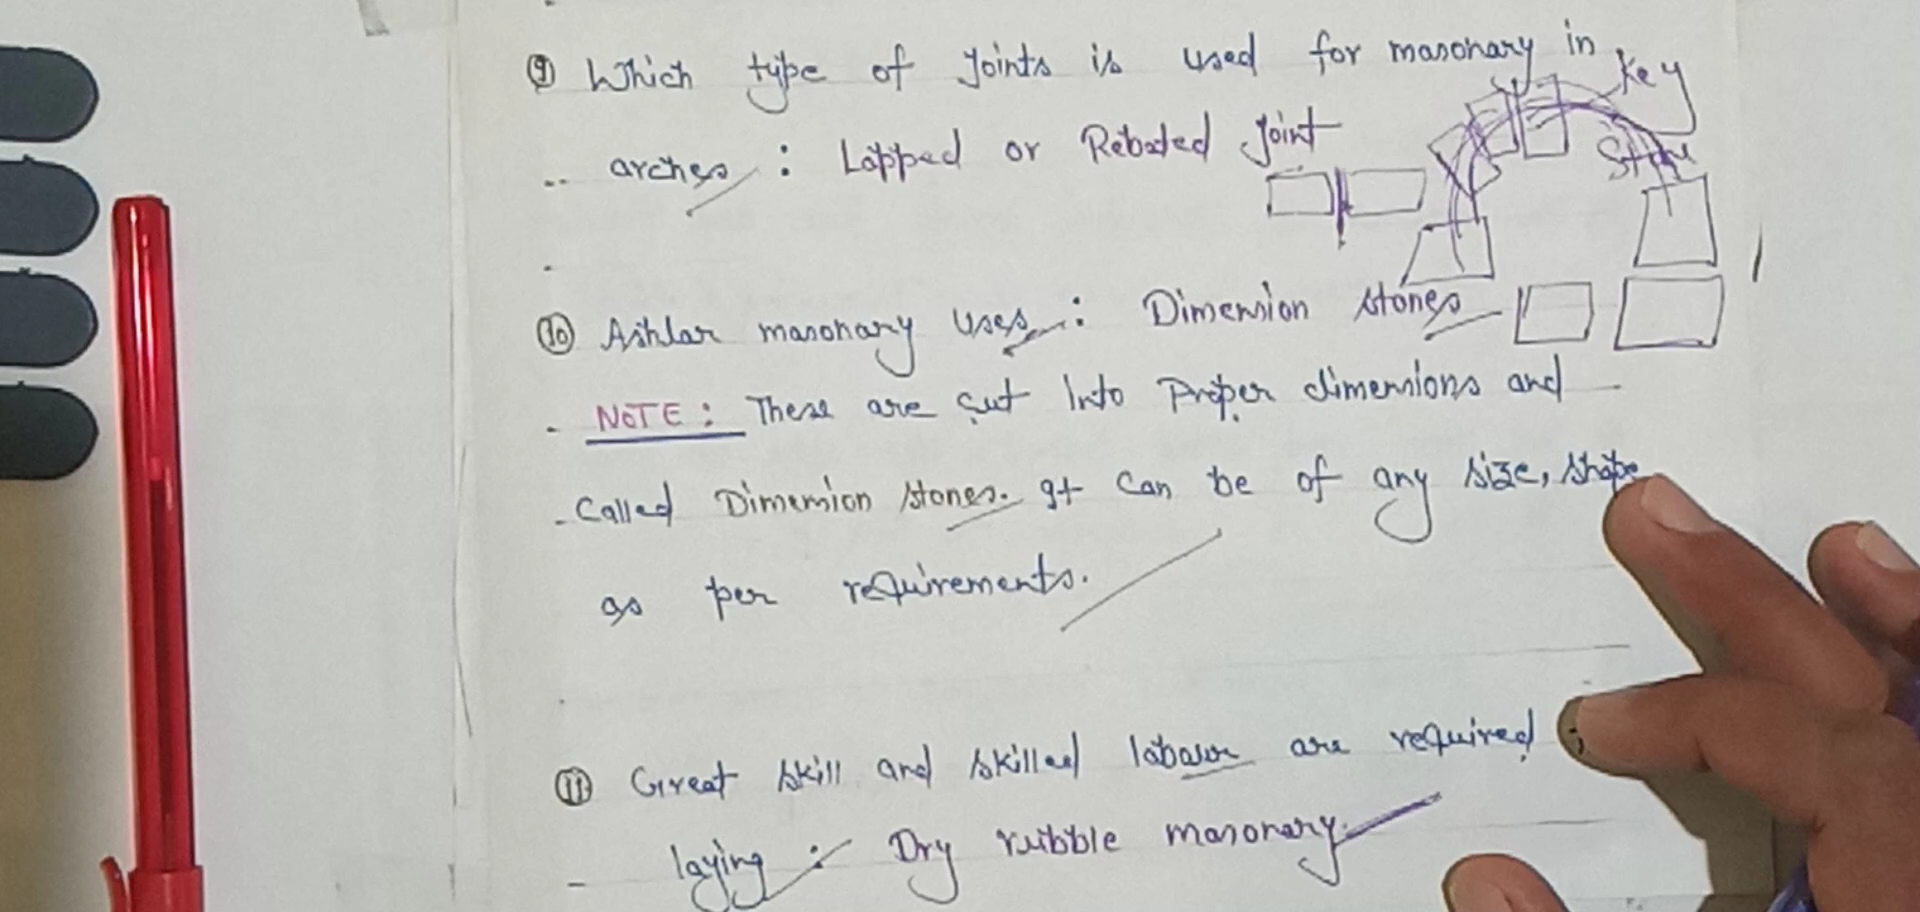 ⑨ Which type of Joints is used for masonary in
arches : Lapped or Rebated Joint
Key
Stone
⑩ Ashlar masonary uses : Dimension stones
NOTE : These are cut Into Proper dimensions and
Called Dimension stones. It can be of any size, shape
as per requirements.
⑪ Great skill and skilled labour are required
laying : Dry rubble masonary.